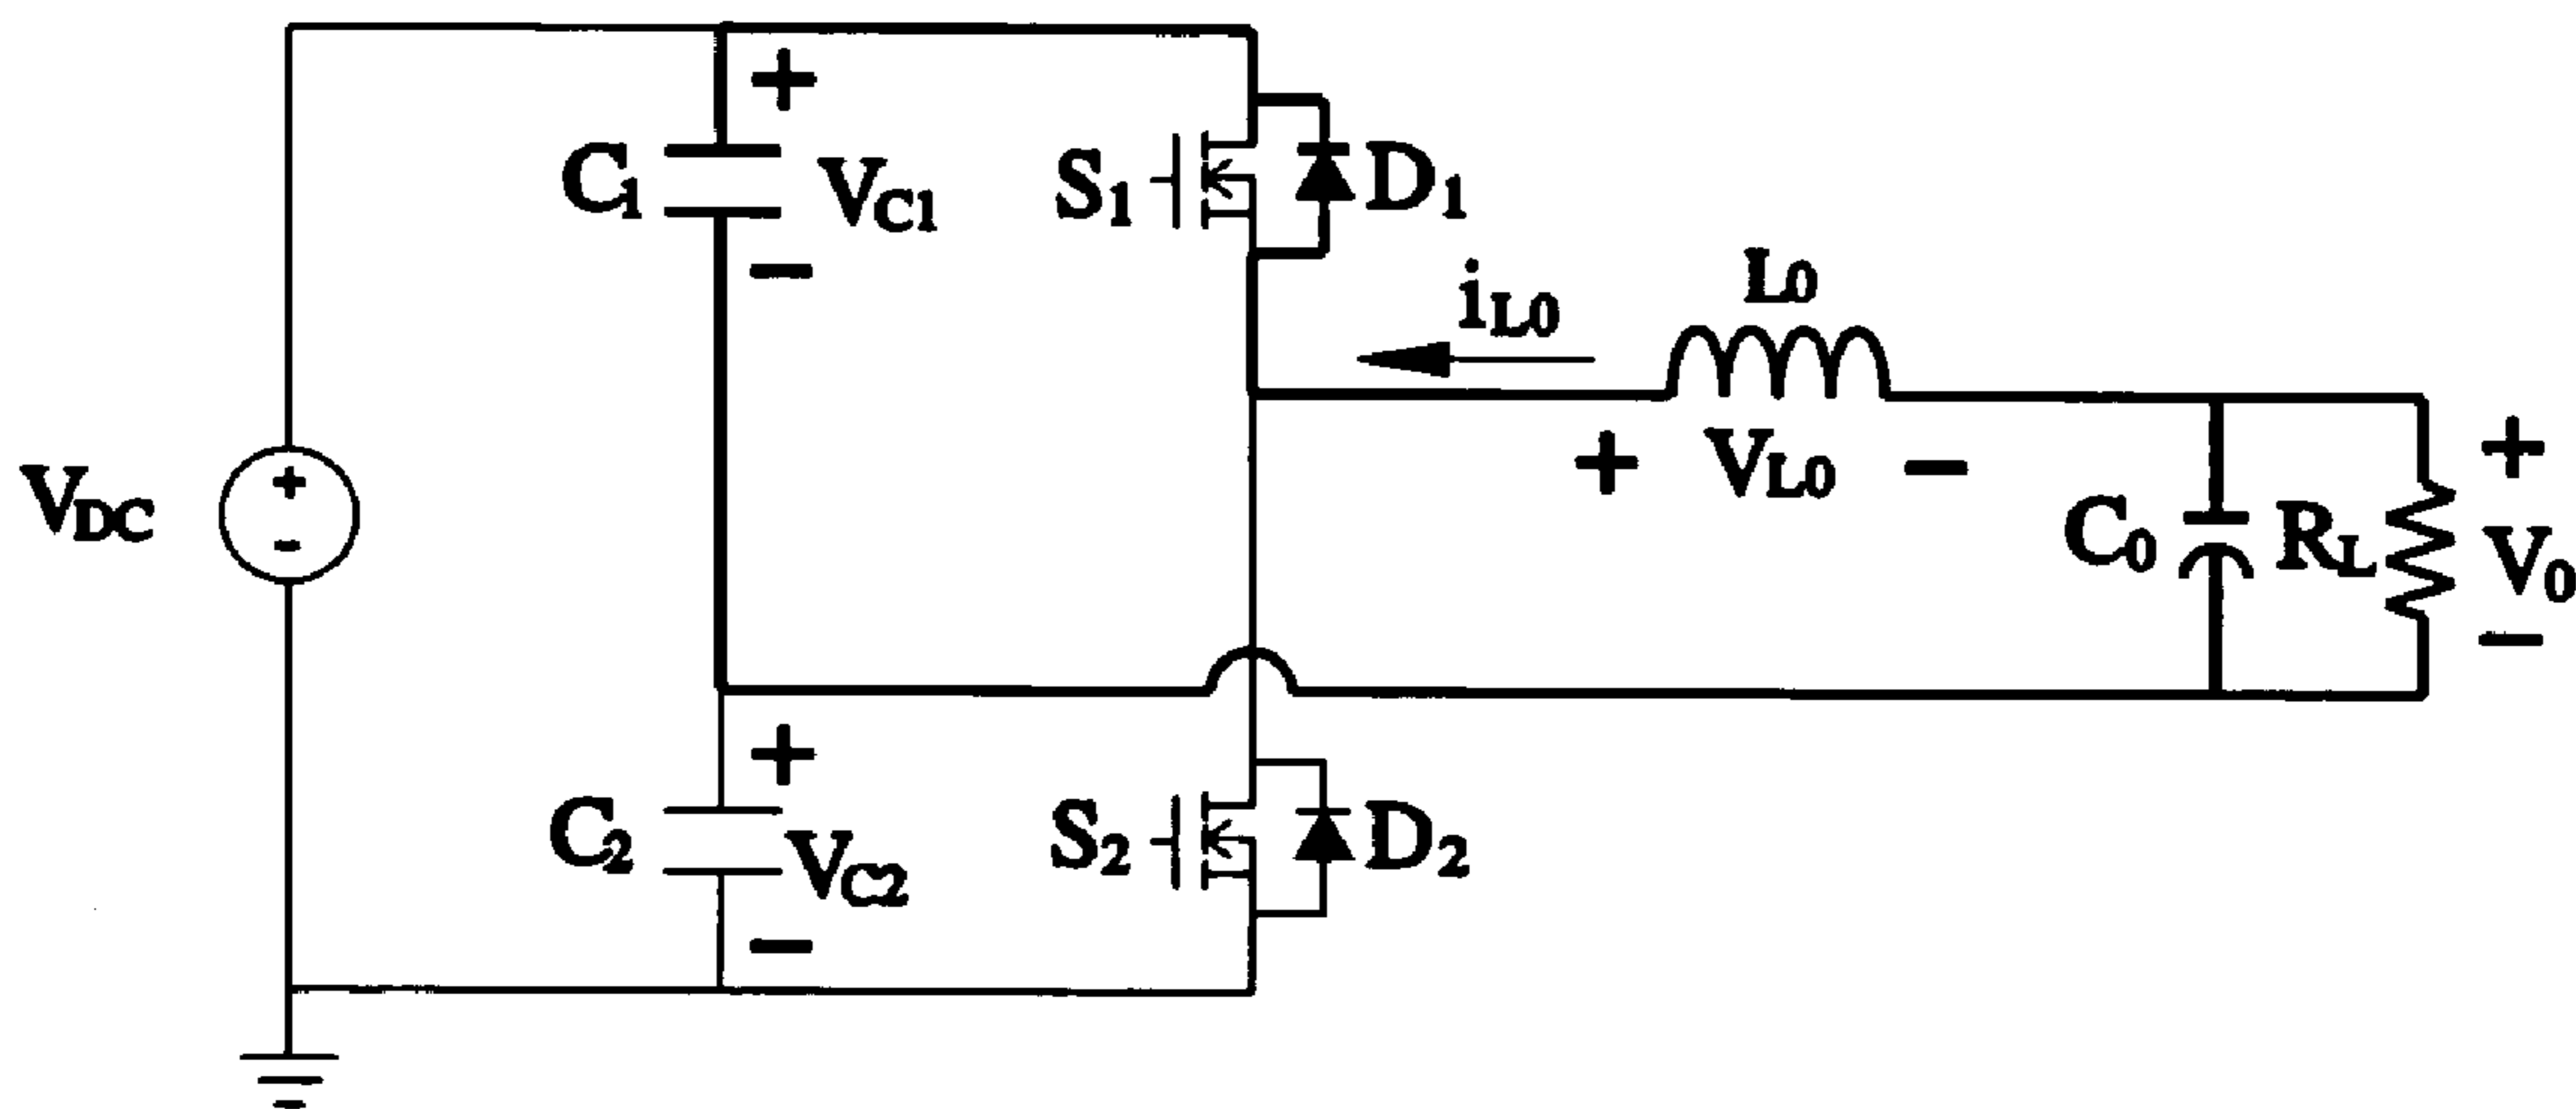 +
C1 VC1 S1 D1
−
iL0 L0
+ VL0 −
VDC + -
C0 RL + V0 −
+
C2 VC2 S2 D2
−